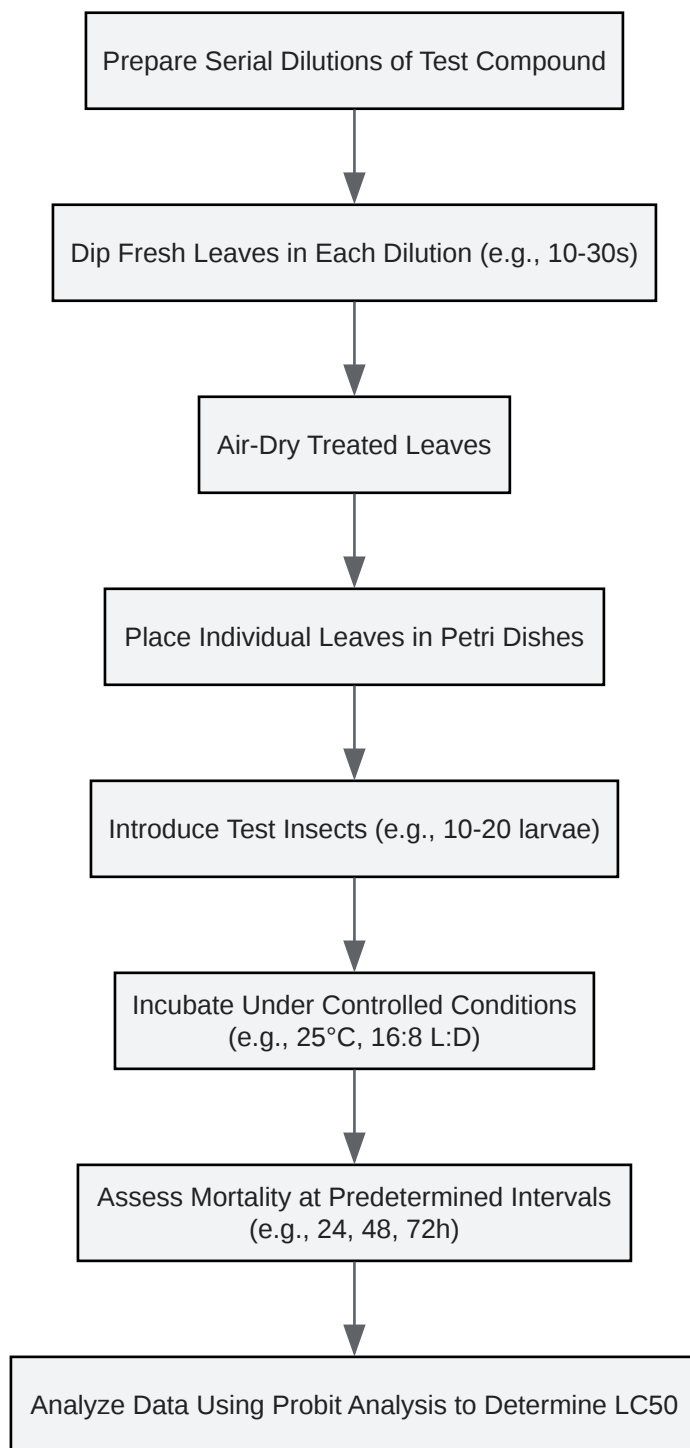 Prepare Serial Dilutions of Test Compound
Dip Fresh Leaves in Each Dilution (e.g., 10-30s)
Air-Dry Treated Leaves
Place Individual Leaves in Petri Dishes
Introduce Test Insects (e.g., 10-20 larvae)
Incubate Under Controlled Conditions
(e.g., 25°C, 16:8 L:D)
Assess Mortality at Predetermined Intervals
(e.g., 24, 48, 72h)
Analyze Data Using Probit Analysis to Determine LC50